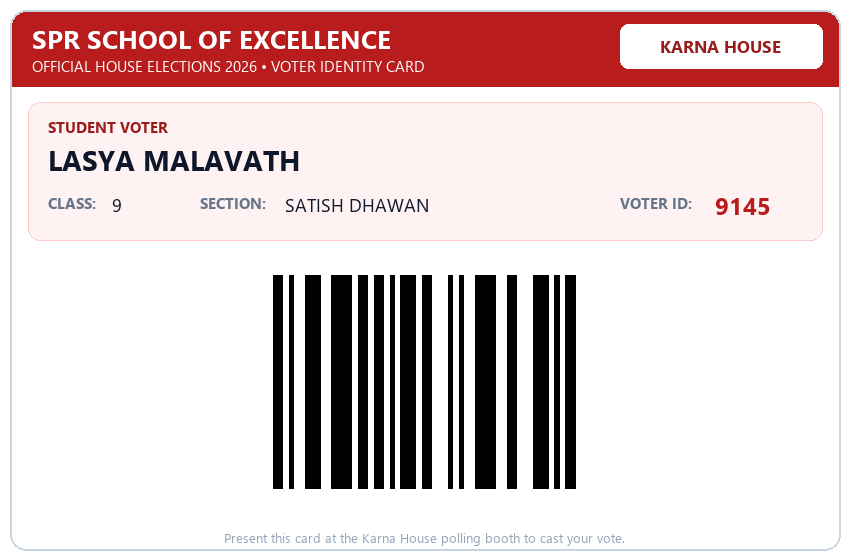 SPR SCHOOL OF EXCELLENCE
OFFICIAL HOUSE ELECTIONS 2026 • VOTER IDENTITY CARD
KARNA HOUSE
STUDENT VOTER
LASYA MALAVATH
CLASS: 9 SECTION: SATISH DHAWAN VOTER ID: 9145
Present this card at the Karna House polling booth to cast your vote.